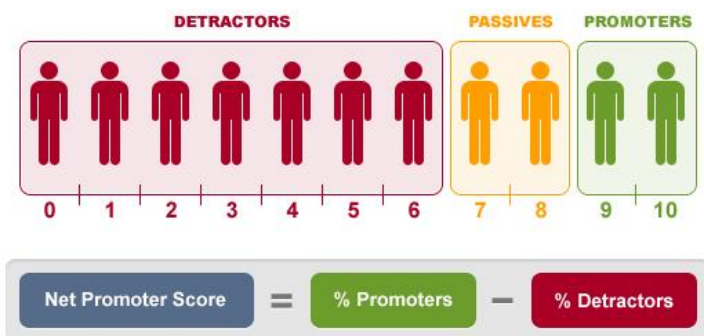 DETRACTORS PASSIVES PROMOTERS
0 1 2 3 4 5 6 7 8 9 10
Net Promoter Score = % Promoters − % Detractors